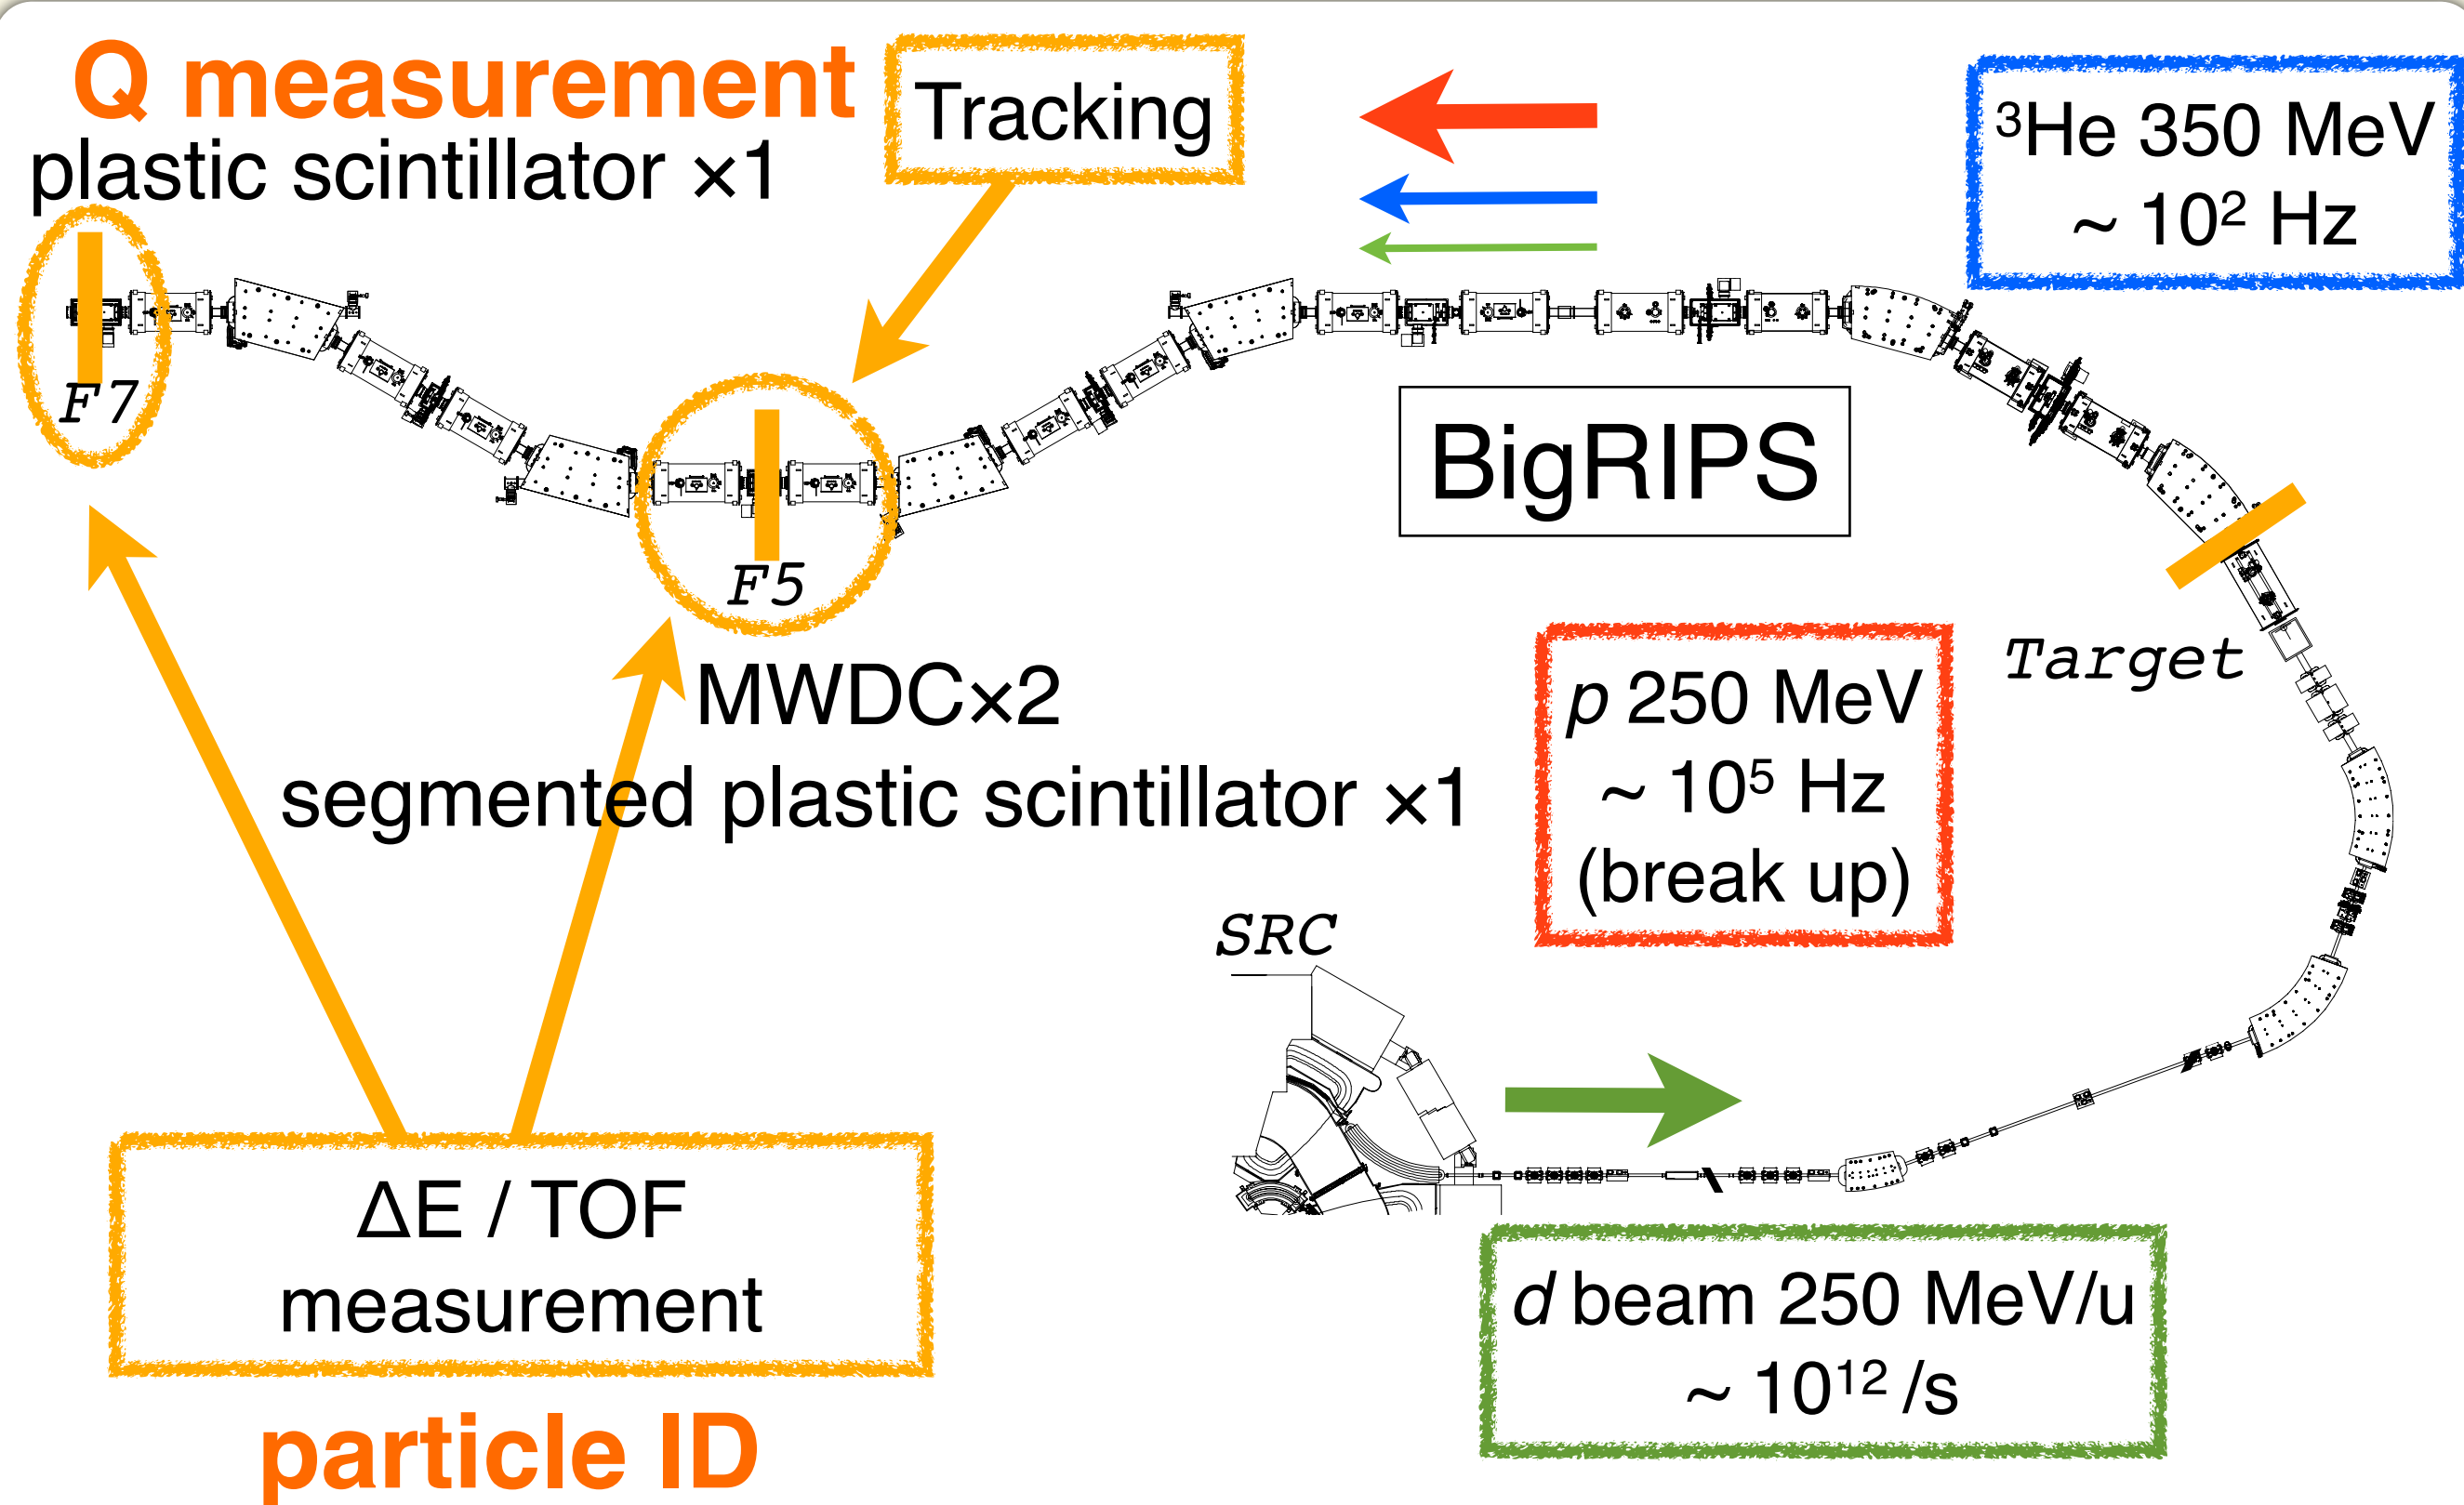 Q measurement
plastic scintillator ×1
Tracking
³He 350 MeV
~ 10² Hz
F7
BigRIPS
F5
MWDC×2
segmented plastic scintillator ×1
Target
p 250 MeV
~ 10⁵ Hz
(break up)
SRC
ΔE / TOF
measurement
d beam 250 MeV/u
~ 10¹² /s
particle ID